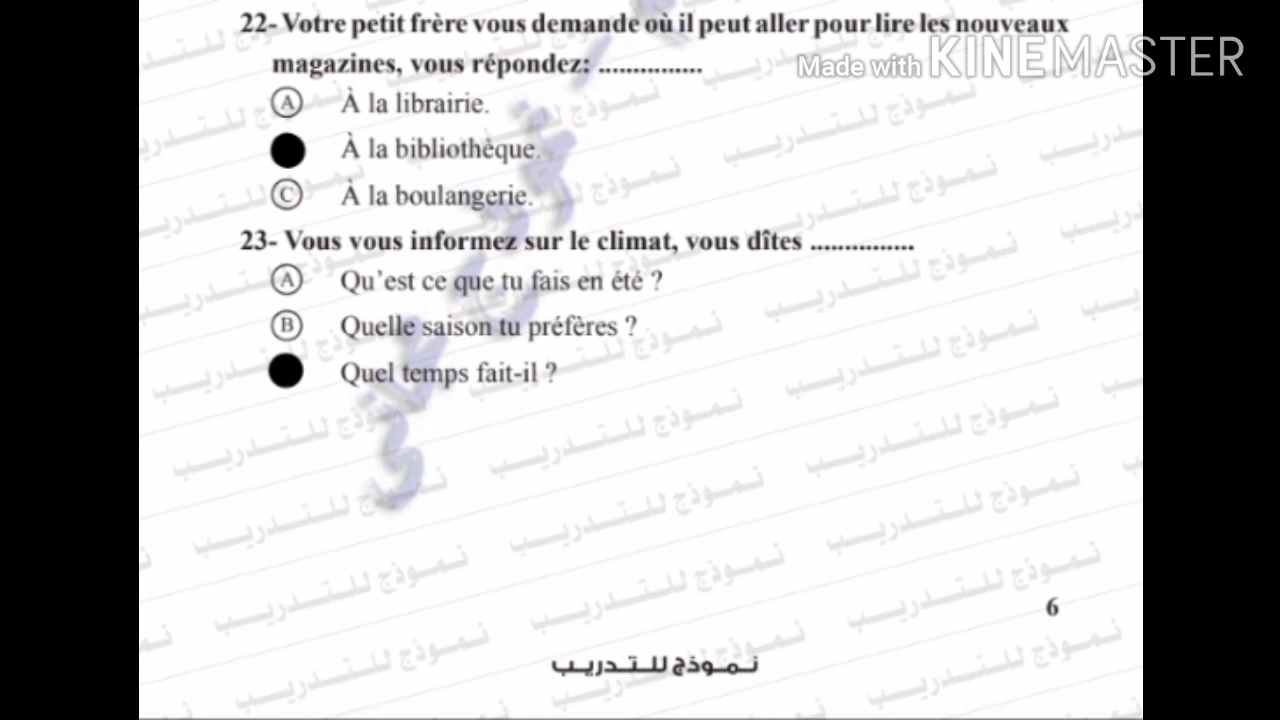 22- Votre petit frère vous demande où il peut aller pour lire les nouveaux
magazines, vous répondez: ...............
Made with KINEMASTER
A À la librairie.
À la bibliothèque.
C À la boulangerie.
23- Vous vous informez sur le climat, vous dîtes ...............
A Qu'est ce que tu fais en été ?
B Quelle saison tu préfères ?
Quel temps fait-il ?
6
نموذج للتدريب